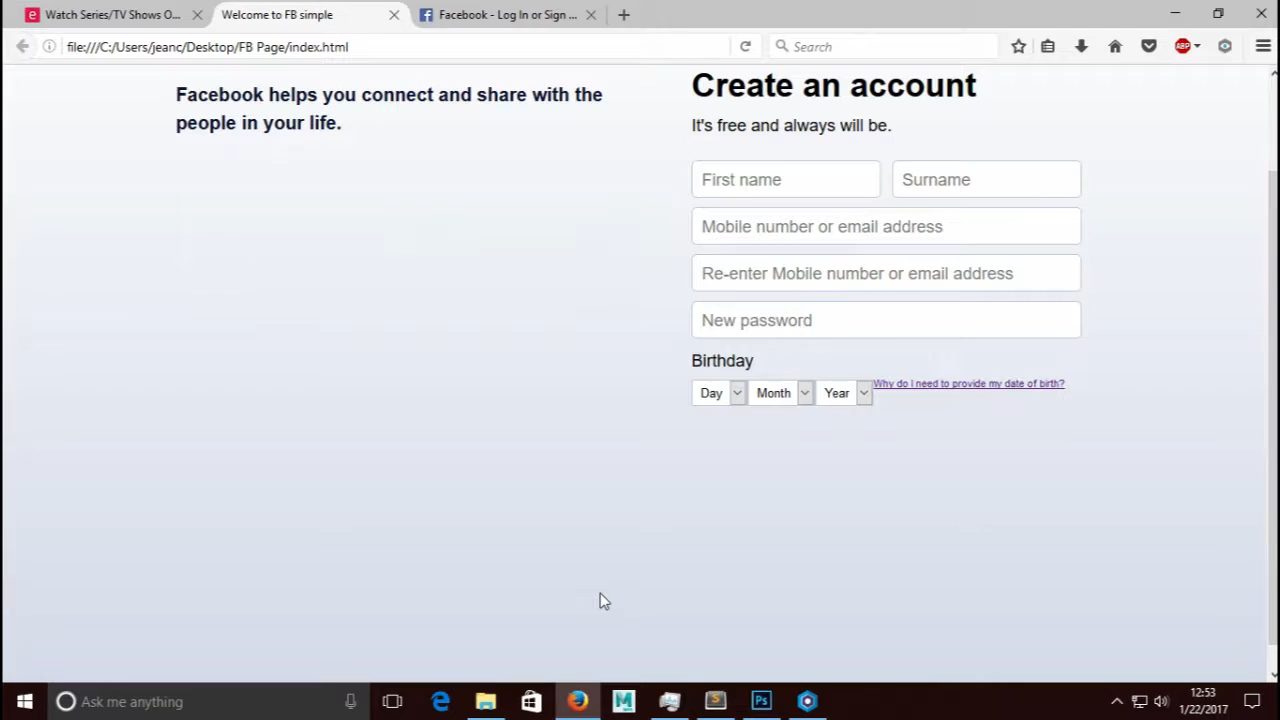 Watch Series/TV Shows O...
Welcome to FB simple
Facebook - Log In or Sign ...
file:///C:/Users/jeanc/Desktop/FB Page/index.html
Search
ABP
Facebook helps you connect and share with the
people in your life.
Create an account
It's free and always will be.
First name
Surname
Mobile number or email address
Re-enter Mobile number or email address
New password
Birthday
Day
Month
Year
Why do I need to provide my date of birth?
Ask me anything
12:53
1/22/2017